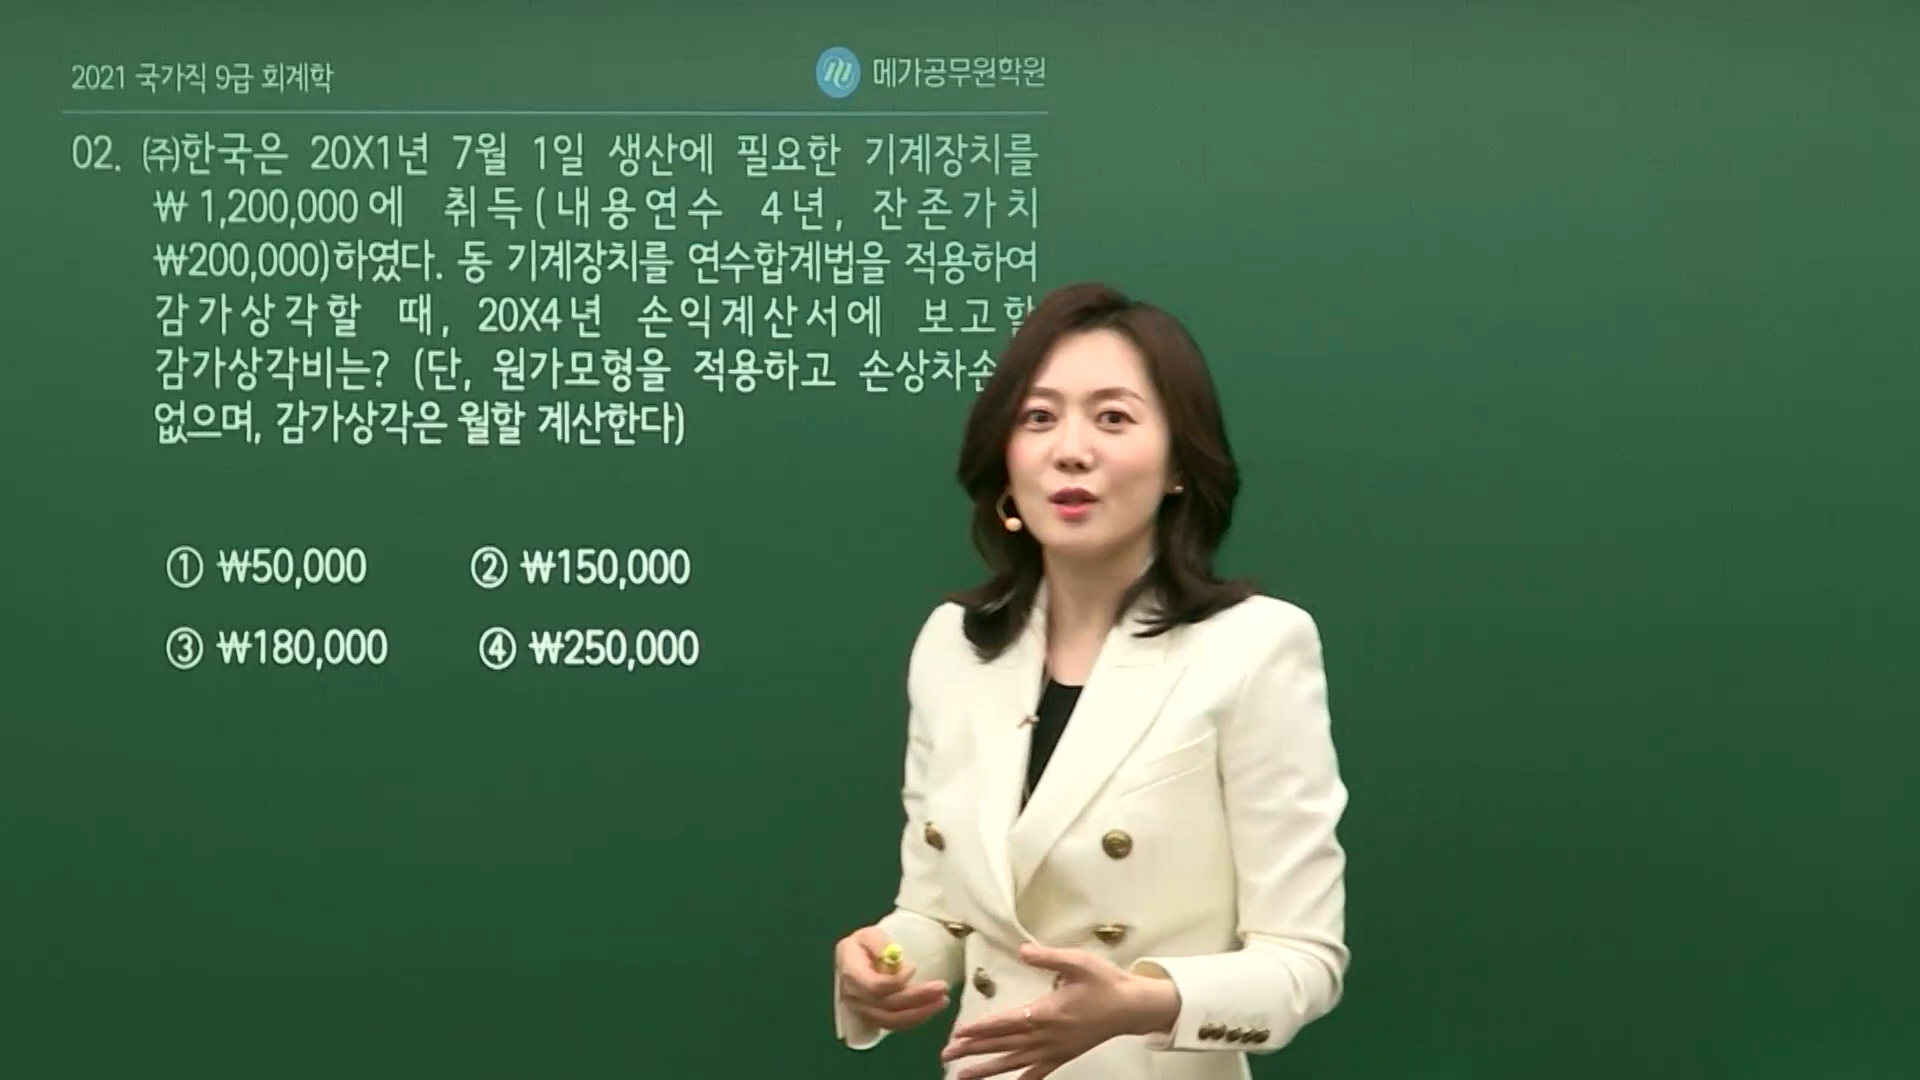 2021 국가직 9급 회계학
메가공무원학원
02. ㈜한국은 20X1년 7월 1일 생산에 필요한 기계장치를
₩1,200,000에 취득(내용연수 4년, 잔존가치
₩200,000)하였다. 동 기계장치를 연수합계법을 적용하여
감가상각할 때, 20X4년 손익계산서에 보고할
감가상각비는? (단, 원가모형을 적용하고
없으며, 감가상각은 월할 계산한다)
① ₩50,000
② ₩150,000
③ ₩180,000
④ ₩250,000